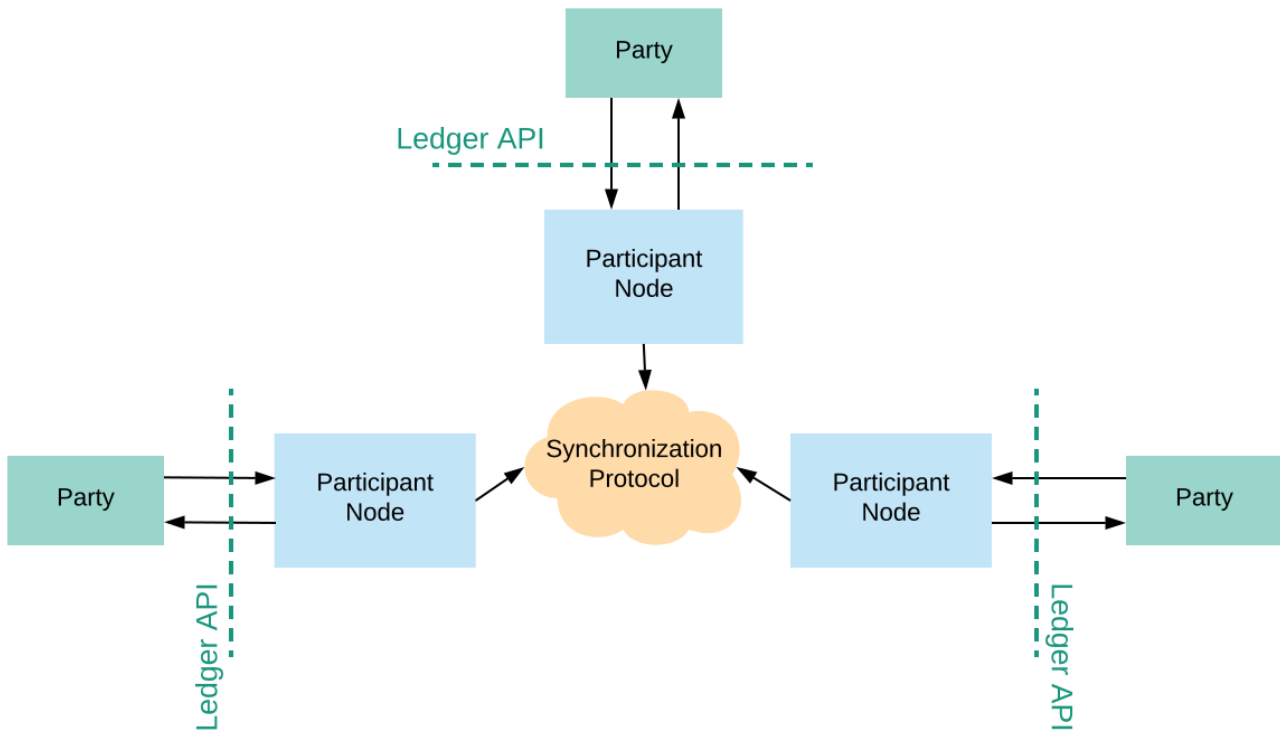 Party
Ledger API
Participant
Node
Synchronization
Protocol
Party
Participant
Node
Participant
Node
Party
Ledger API
Ledger API